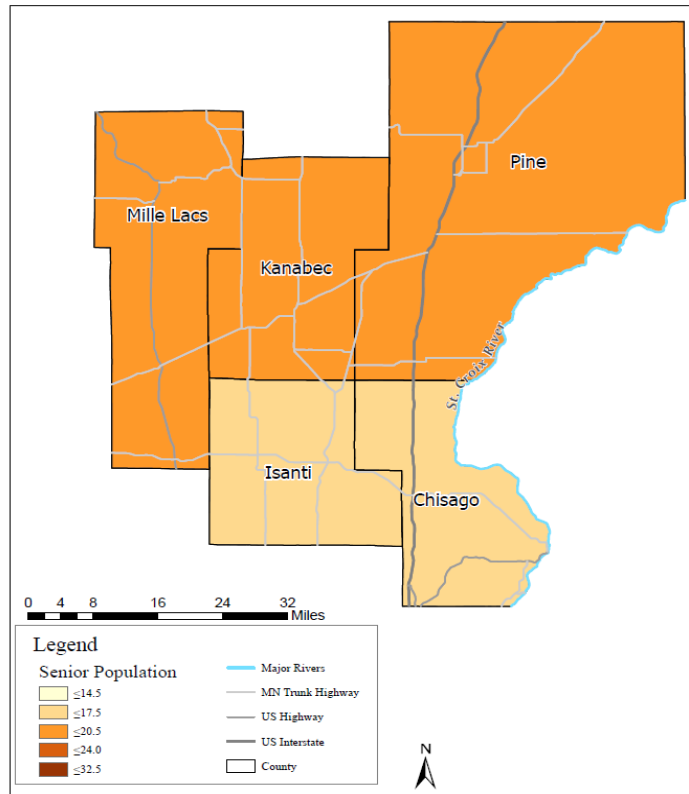 Pine
Mille Lacs
Kanabec
St. Croix River
Isanti
Chisago
0 4 8 16 24 32
Miles
Legend
Senior Population
≤14.5
≤17.5
≤20.5
≤24.0
≤32.5
Major Rivers
MN Trunk Highway
US Highway
US Interstate
County
N